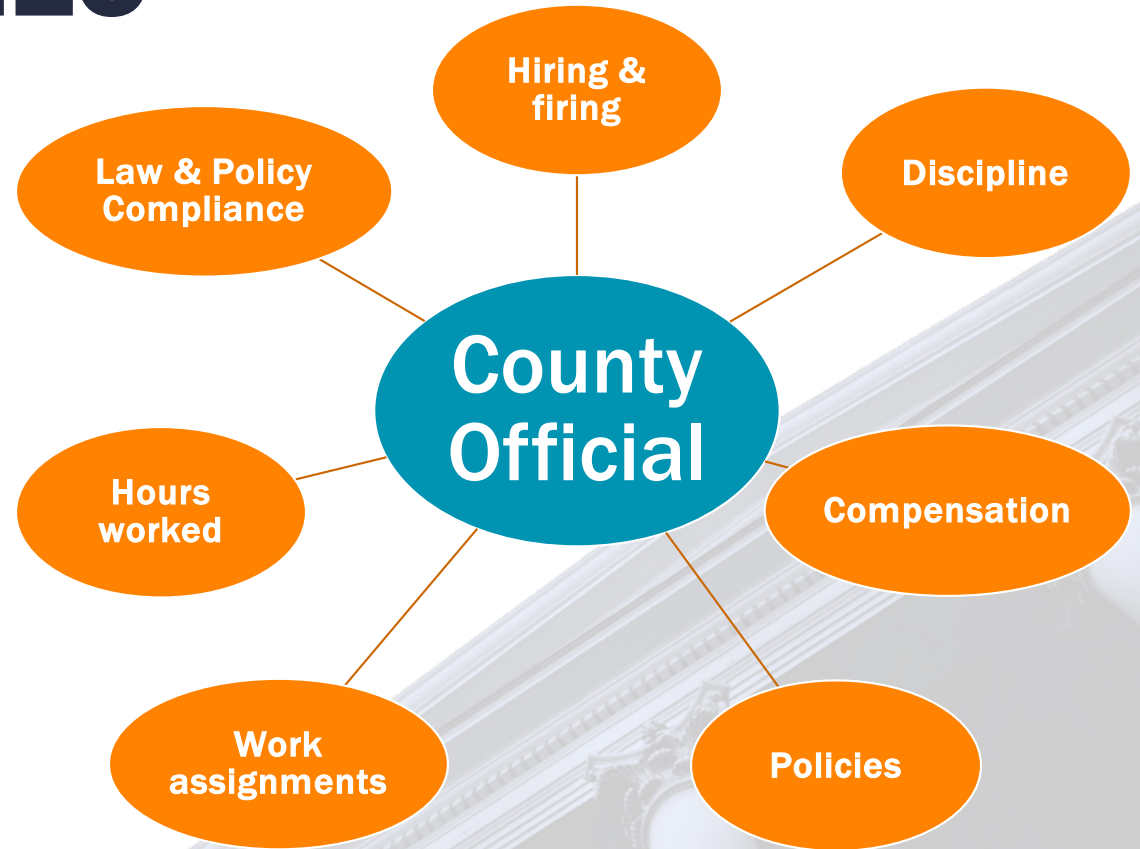 Hiring &
firing
Law & Policy
Compliance
Discipline
County
Official
Hours
worked
Compensation
Work
assignments
Policies